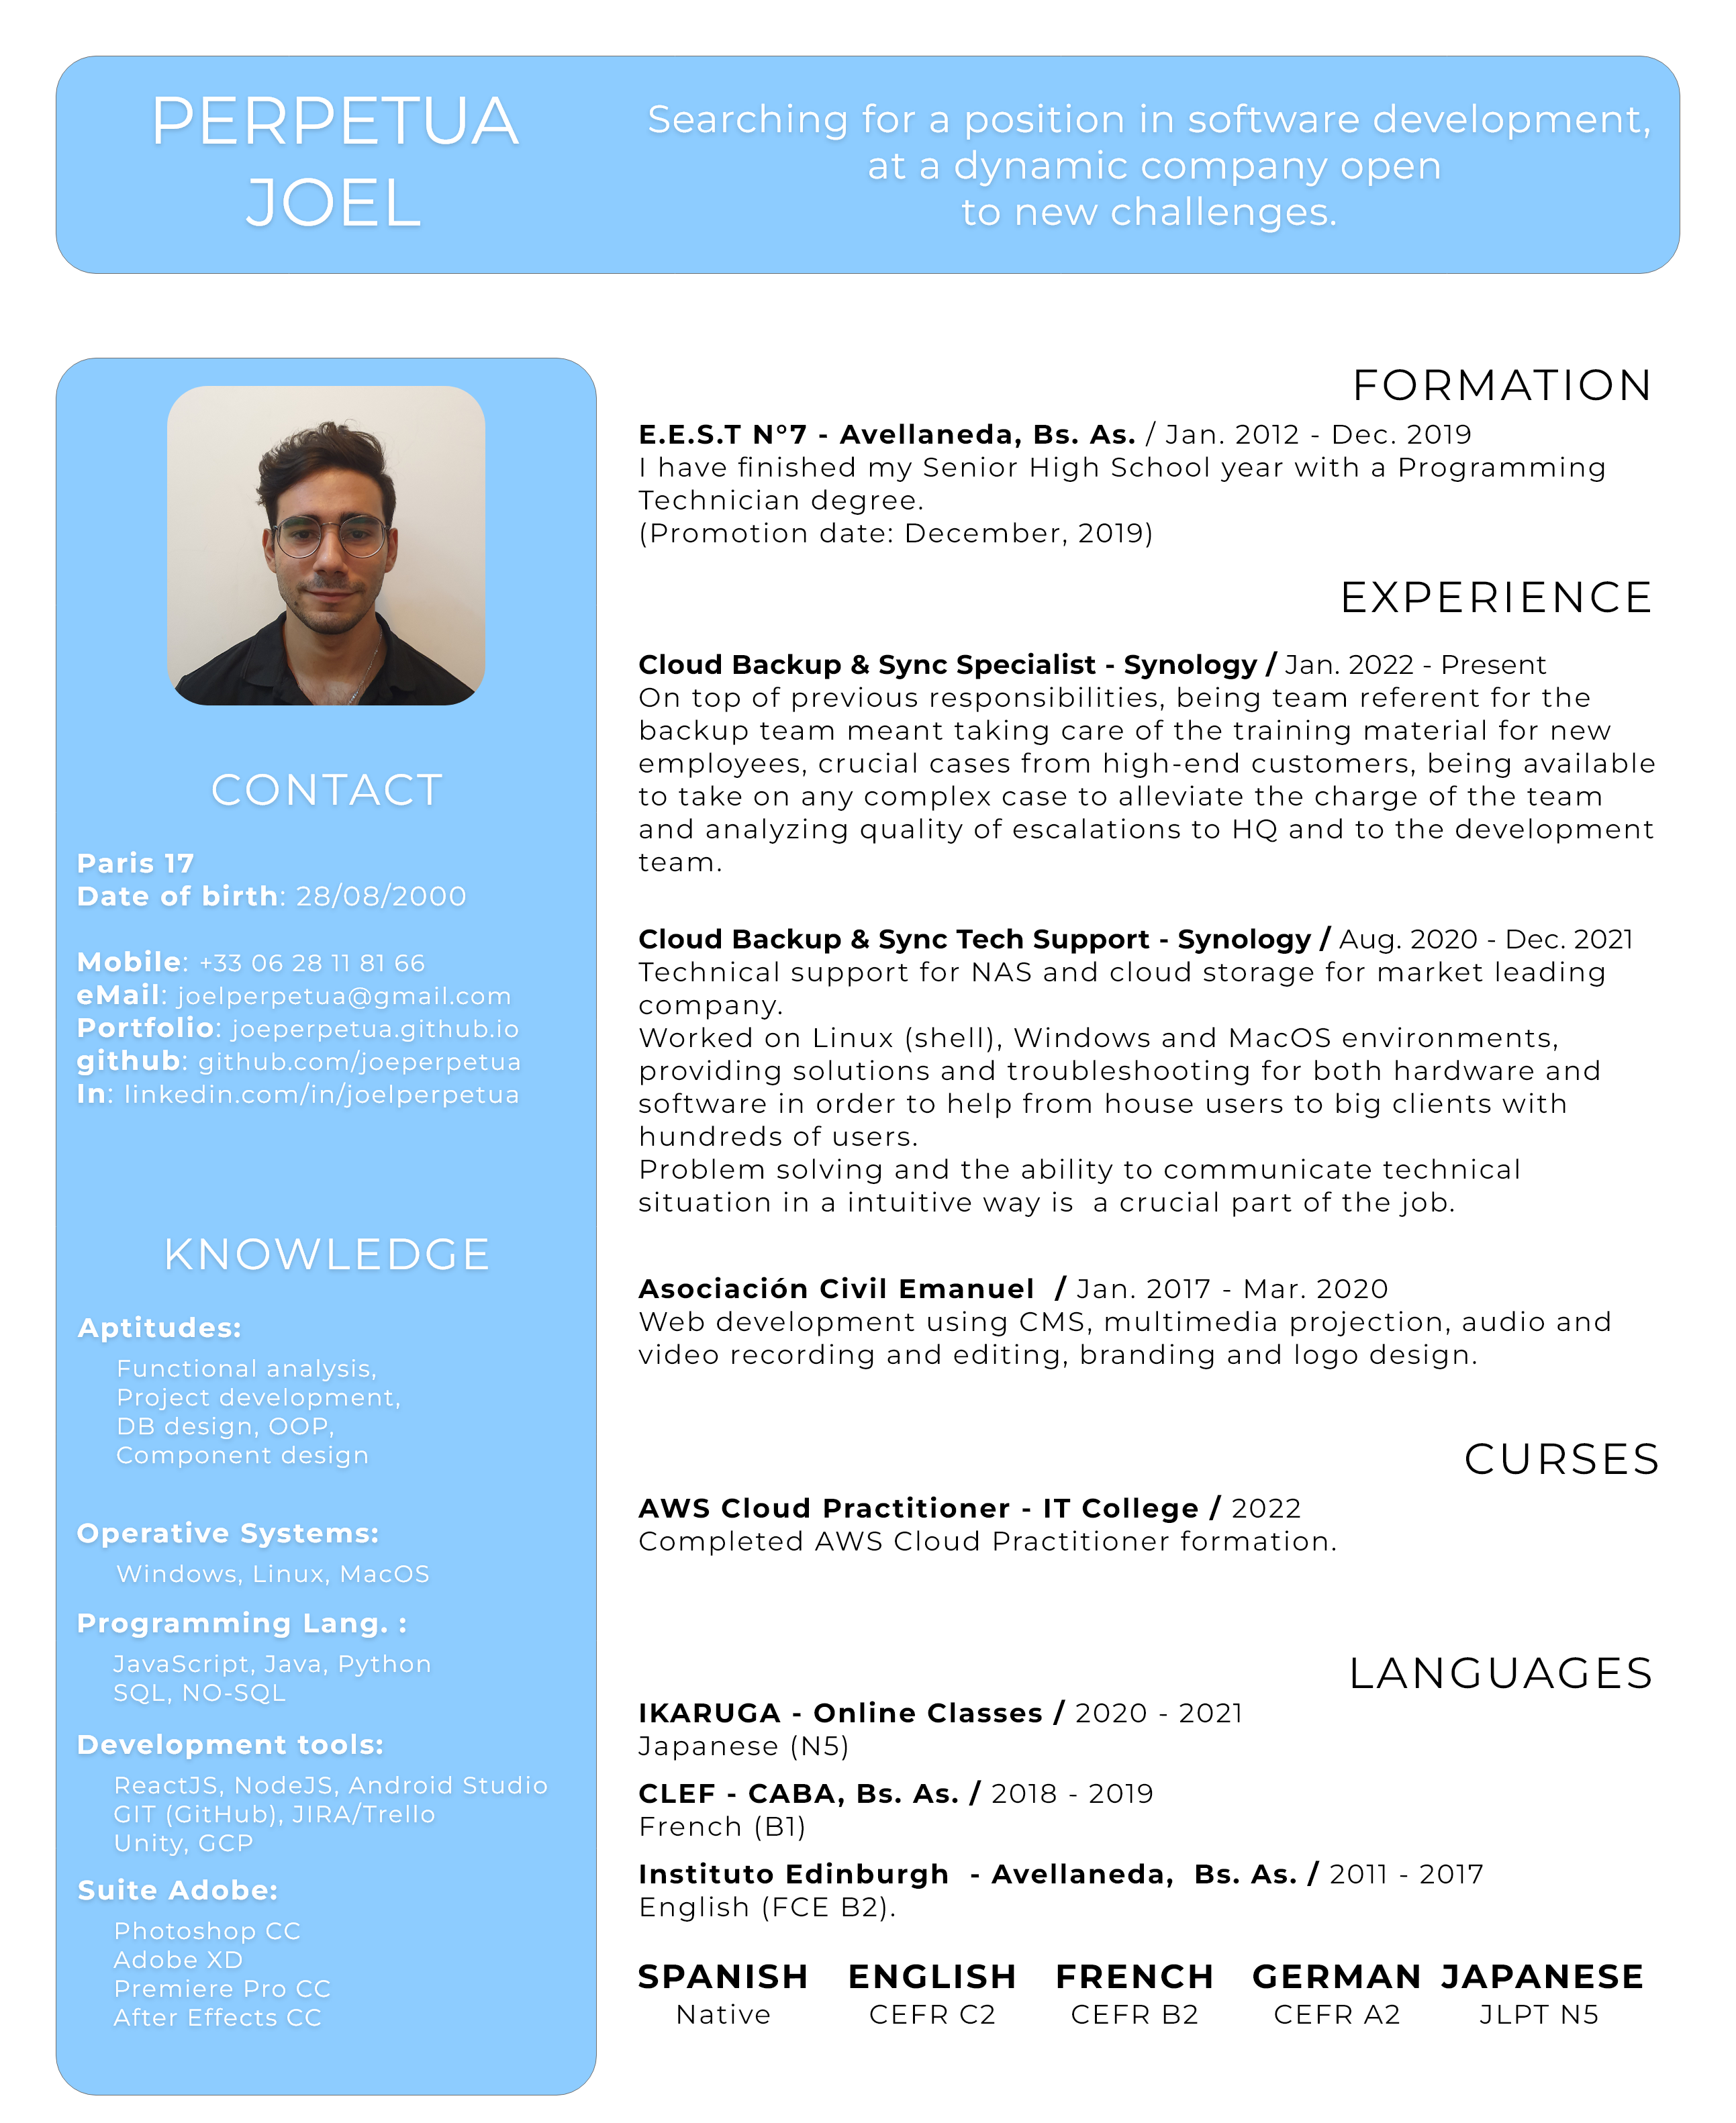 PERPETUA
JOEL
Searching for a position in software development,
at a dynamic company open
to new challenges.
CONTACT
Paris 17
Date of birth: 28/08/2000
Mobile: +33 06 28 11 81 66
eMail: joelperpetua@gmail.com
Portfolio: joeperpetua.github.io
github: github.com/joeperpetua
In: linkedin.com/in/joelperpetua
KNOWLEDGE
Aptitudes:
Functional analysis,
Project development,
DB design, OOP,
Component design
Operative Systems:
Windows, Linux, MacOS
Programming Lang. :
JavaScript, Java, Python
SQL, NO-SQL
Development tools:
ReactJS, NodeJS, Android Studio
GIT (GitHub), JIRA/Trello
Unity, GCP
Suite Adobe:
Photoshop CC
Adobe XD
Premiere Pro CC
After Effects CC
FORMATION
E.E.S.T N°7 - Avellaneda, Bs. As. / Jan. 2012 - Dec. 2019
I have finished my Senior High School year with a Programming
Technician degree.
(Promotion date: December, 2019)
EXPERIENCE
Cloud Backup & Sync Specialist - Synology / Jan. 2022 - Present
On top of previous responsibilities, being team referent for the
backup team meant taking care of the training material for new
employees, crucial cases from high-end customers, being available
to take on any complex case to alleviate the charge of the team
and analyzing quality of escalations to HQ and to the development
team.
Cloud Backup & Sync Tech Support - Synology / Aug. 2020 - Dec. 2021
Technical support for NAS and cloud storage for market leading
company.
Worked on Linux (shell), Windows and MacOS environments,
providing solutions and troubleshooting for both hardware and
software in order to help from house users to big clients with
hundreds of users.
Problem solving and the ability to communicate technical
situation in a intuitive way is  a crucial part of the job.
Asociación Civil Emanuel  / Jan. 2017 - Mar. 2020
Web development using CMS, multimedia projection, audio and
video recording and editing, branding and logo design.
CURSES
AWS Cloud Practitioner - IT College / 2022
Completed AWS Cloud Practitioner formation.
LANGUAGES
IKARUGA - Online Classes / 2020 - 2021
Japanese (N5)
CLEF - CABA, Bs. As. / 2018 - 2019
French (B1)
Instituto Edinburgh  - Avellaneda,  Bs. As. / 2011 - 2017
English (FCE B2).
SPANISH ENGLISH FRENCH GERMAN JAPANESE
Native CEFR C2 CEFR B2 CEFR A2 JLPT N5